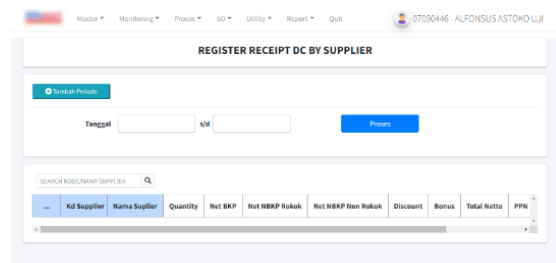 Master Monitoring Proses SO Utility Report Quit 07090446 - ALFONSUS ASTOKO UJI
REGISTER RECEIPT DC BY SUPPLIER
Tambah Periode
Tanggal s/d Proses
SEARCH KODE/NAMA SUPPLIER
... Kd Supplier Nama Suplier Quantity Net BKP Net NBKP Rokok Net NBKP Non Rokok Discount Bonus Total Netto PPN